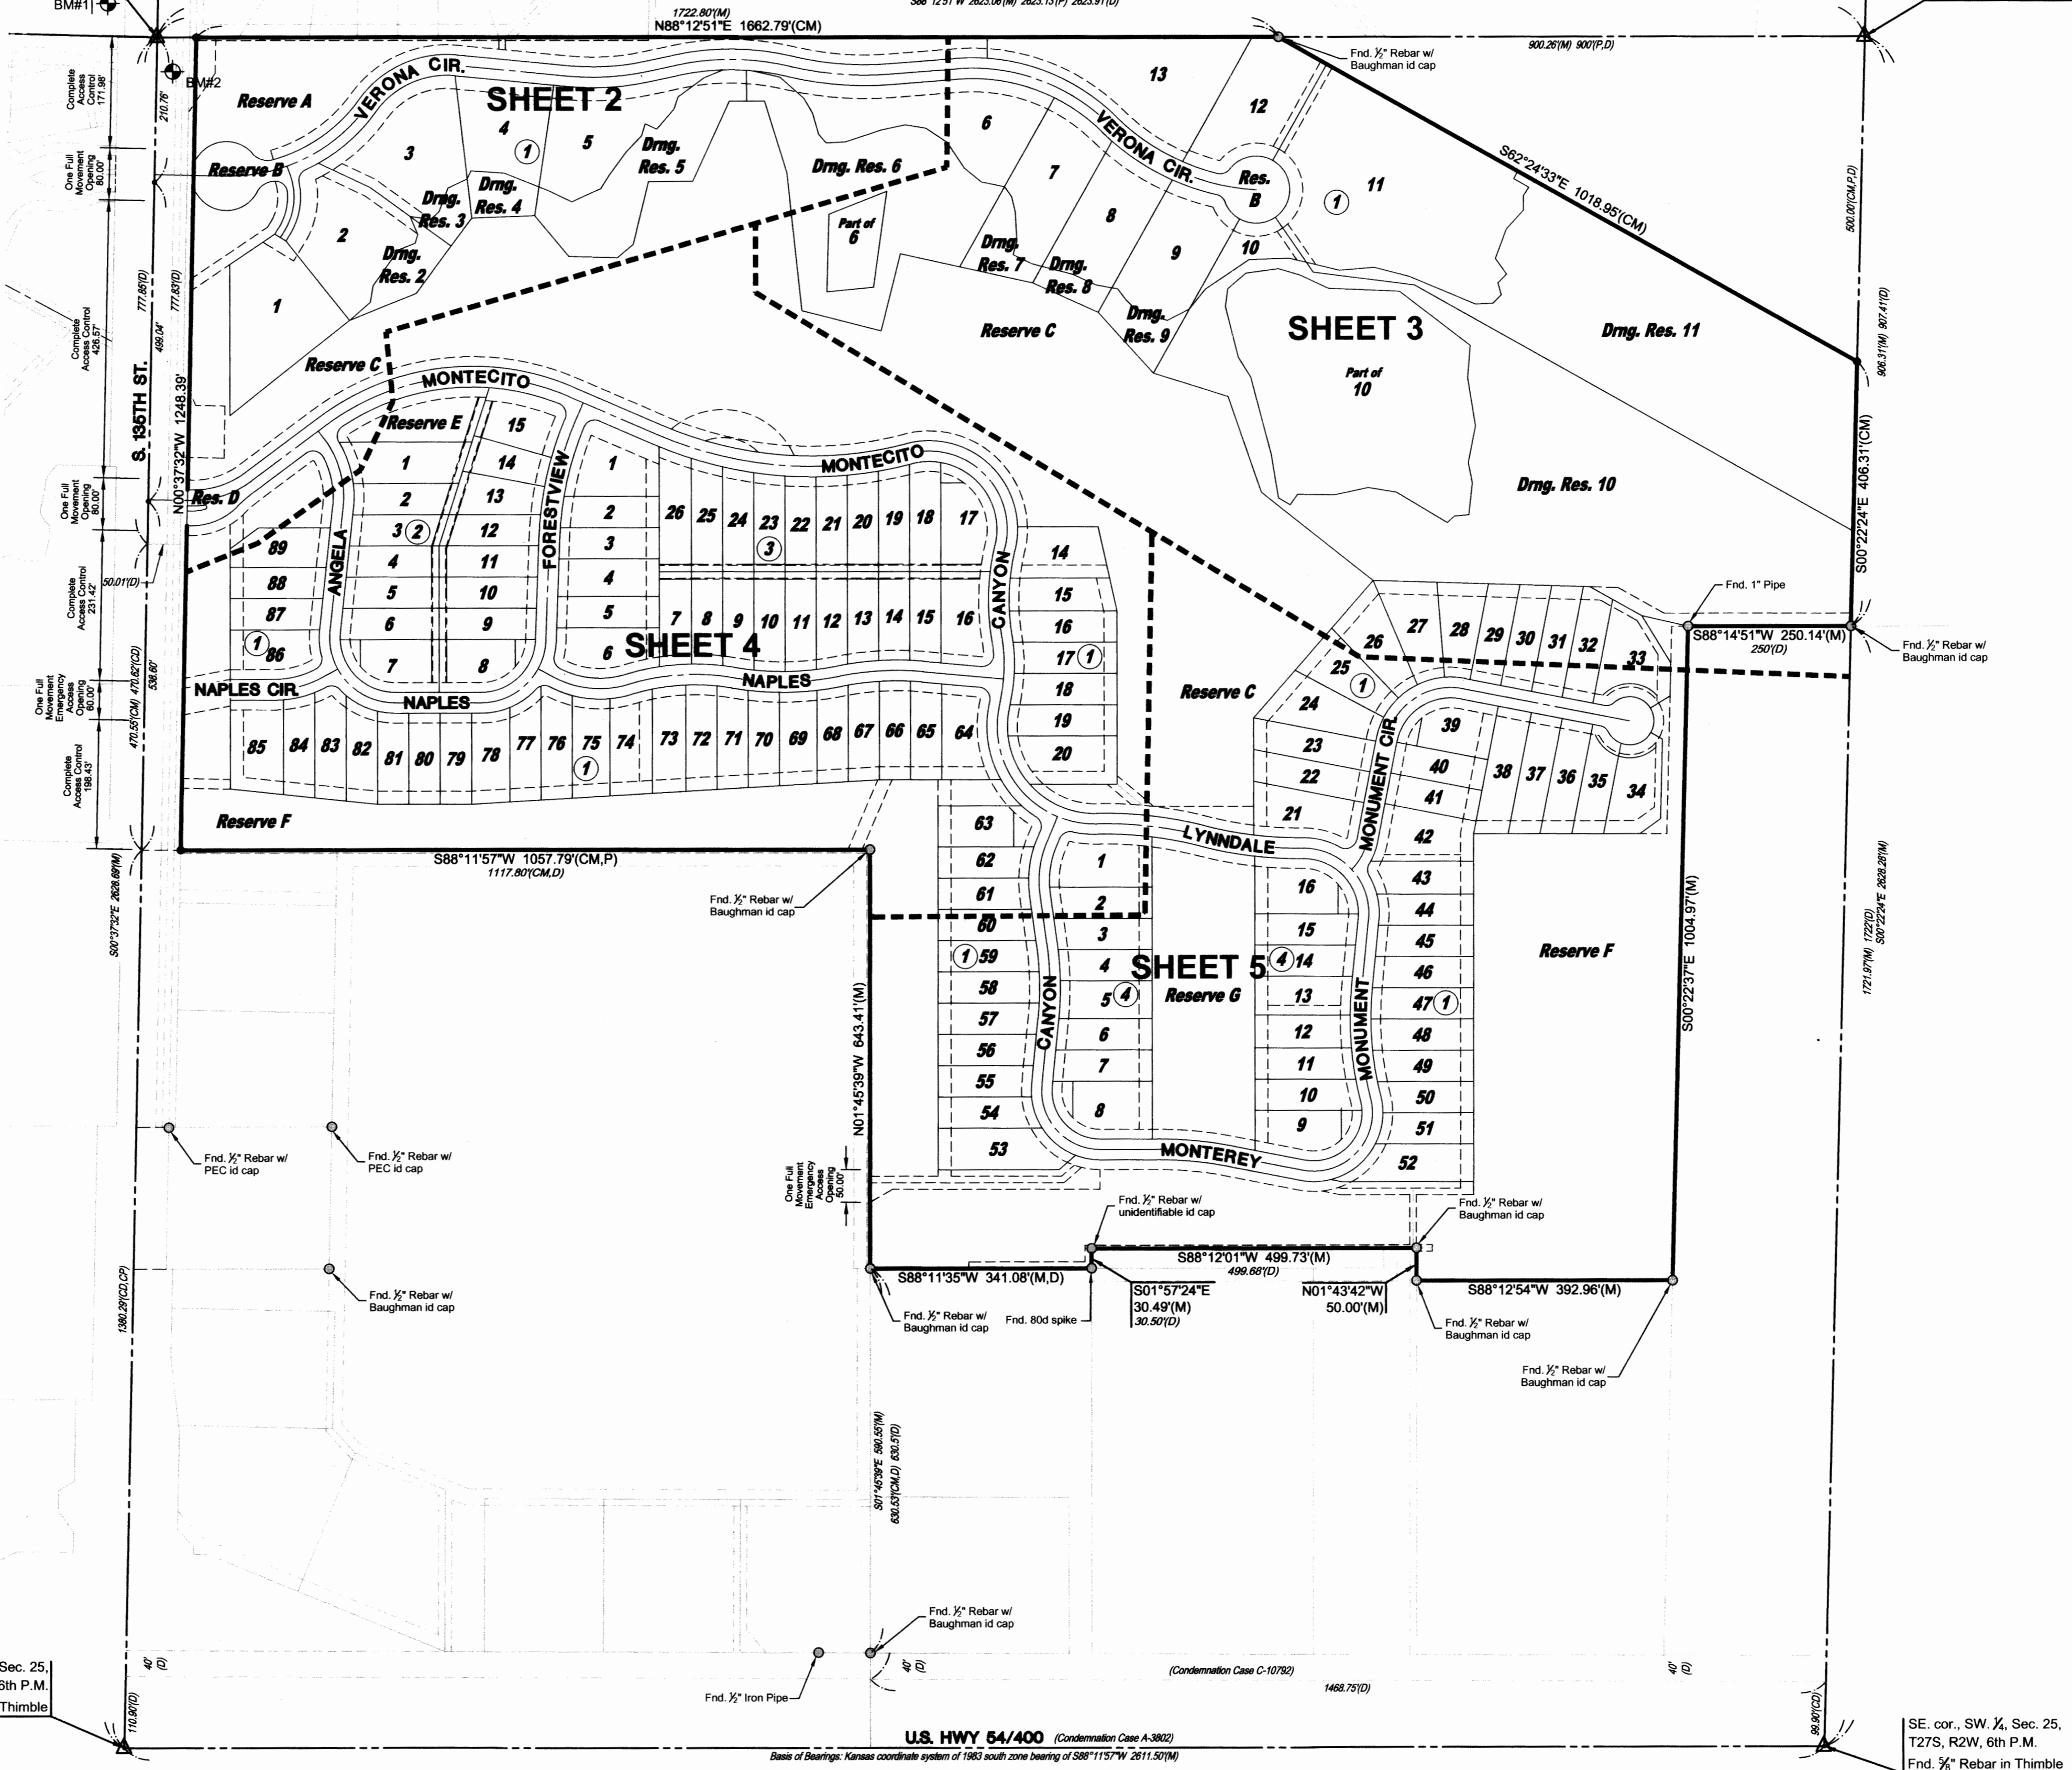 BM#1
S88°12'51"W 2623.06'(M) 2623.13'(P) 2623.91'(D)
1722.80'(M)
N88°12'51"E 1662.79'(CM)
900.26'(M) 900'(P,D)
Fnd. ½" Rebar w/
Baughman id cap
BM#2
Complete
Access
Control
171.98'
210.76'
One Full
Movement
Opening
80.00'
777.85'(D)
777.83'(D)
499.04'
Complete
Access Control
426.57'
S. 135TH ST.
N00°37'32"W 1248.39'
One Full
Movement
Opening
80.00'
50.01'(D)
Complete
Access Control
231.42'
470.55'(CM) 470.62'(CD)
538.60'
One Full
Movement
Emergency
Access
Opening
60.00'
Complete
Access Control
198.43'
S00°37'32"E 2628.69'(M)
Reserve A
VERONA CIR.
SHEET 2
Reserve B
1
2
3
4
1
5
Drng.
Res. 2
Drng.
Res. 3
Drng.
Res. 4
Drng.
Res. 5
Drng. Res. 6
Part of
6
6
7
8
9
10
11
12
13
VERONA CIR.
Res.
B
1
Drng.
Res. 7
Drng.
Res. 8
Drng.
Res. 9
Reserve C
SHEET 3
Part of
10
Drng. Res. 11
Drng. Res. 10
S62°24'33"E 1018.95'(CM)
500.00'(CM,P,D)
906.31'(M) 907.41'(D)
S00°22'24"E 406.31'(CM)
Reserve C
MONTECITO
Reserve E
Res. D
ANGELA
FORESTVIEW
MONTECITO
CANYON
15
14
13
12
11
10
9
8
1
2
3
2
4
5
6
7
89
88
87
1
86
1
2
3
4
5
6
26 25 24 23 22 21 20 19 18 17
3
7 8 9 10 11 12 13 14 15 16
SHEET 4
14
15
16
17
1
18
19
20
NAPLES CIR.
NAPLES
NAPLES
85 84 83 82 81 80 79 78 77 76 75 74 73 72 71 70 69 68 67 66 65 64
1
Reserve F
S88°11'57"W 1057.79'(CM,P)
1117.80'(CM,D)
Fnd. ½" Rebar w/
Baughman id cap
Reserve C
26 27 28 29 30 31 32 33
25
1
24
23
22
21
MONUMENT CIR.
39
40
41
42
38 37 36 35 34
Fnd. 1" Pipe
S88°14'51"W 250.14'(M)
250'(D)
Fnd. ½" Rebar w/
Baughman id cap
LYNNDALE
63
62
61
60
1
59
58
57
56
55
54
53
CANYON
1
2
3
4
5
4
6
7
8
SHEET 5
Reserve G
16
15
4
14
13
12
11
10
9
MONUMENT
43
44
45
46
47
1
48
49
50
51
52
MONTEREY
Reserve F
S00°22'37"E 1004.97'(M)
1721.97'(M) 1722'(D)
S00°22'24"E 2628.28'(M)
N01°45'39"W 643.41'(M)
One Full
Movement
Emergency
Access
Opening
50.00'
Fnd. ½" Rebar w/
PEC id cap
Fnd. ½" Rebar w/
PEC id cap
Fnd. ½" Rebar w/
Baughman id cap
Fnd. ½" Rebar w/
unidentifiable id cap
Fnd. ½" Rebar w/
Baughman id cap
S88°12'01"W 499.73'(M)
499.68'(D)
S88°11'35"W 341.08'(M,D)
S01°57'24"E
30.49'(M)
30.50'(D)
N01°43'42"W
50.00'(M)
S88°12'54"W 392.96'(M)
Fnd. ½" Rebar w/
Baughman id cap
Fnd. 80d spike
Fnd. ½" Rebar w/
Baughman id cap
Fnd. ½" Rebar w/
Baughman id cap
1380.29'(CD,CP)
S01°45'39"E 590.55'(M)
630.53'(CM,D) 630.5'(D)
Fnd. ½" Rebar w/
Baughman id cap
Fnd. ½" Iron Pipe
40'
(D)
40'
(D)
40'
(D)
(Condemnation Case C-10792)
1468.75'(D)
110.90'(D)
99.90'(CD)
Sec. 25,
6th P.M.
Thimble
U.S. HWY 54/400 (Condemnation Case A-3802)
Basis of Bearings: Kansas coordinate system of 1983 south zone bearing of S88°11'57"W 2611.50'(M)
SE. cor., SW. ¼, Sec. 25,
T27S, R2W, 6th P.M.
Fnd. ⅝" Rebar in Thimble